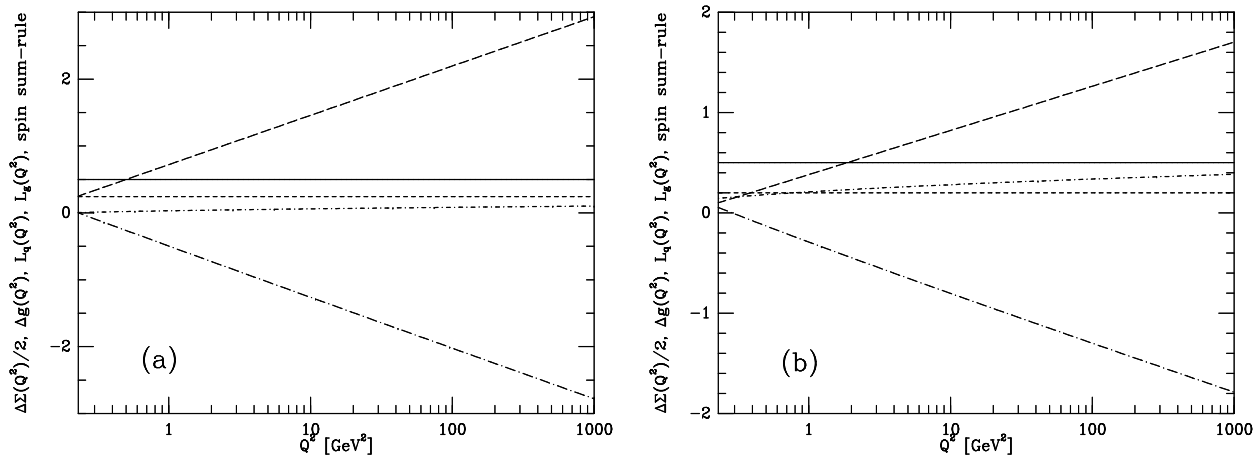 ΔΣ(Q²)/2, Δg(Q²), L_q(Q²), L_g(Q²), spin sum-rule
2
0
-2
(a)
1
10
100
1000
Q² [GeV²]
ΔΣ(Q²)/2, Δg(Q²), L_q(Q²), L_g(Q²), spin sum-rule
2
1
0
-1
-2
(b)
1
10
100
1000
Q² [GeV²]